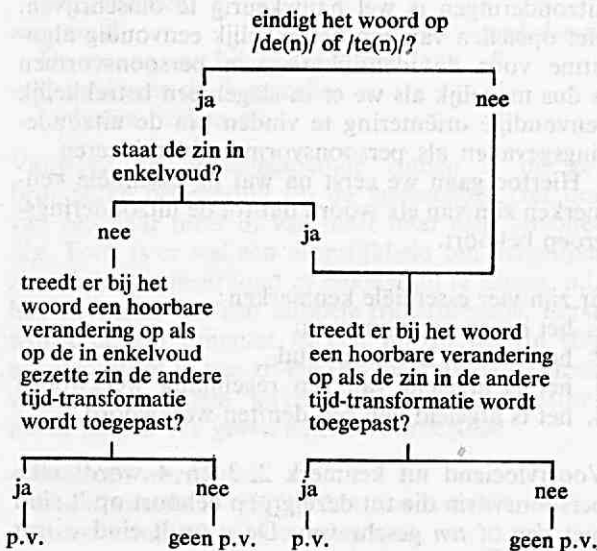 eindigt het woord op
/de(n)/ of /te(n)/?
ja
nee
staat de zin in
enkelvoud?
nee
ja
treedt er bij het
woord een hoorbare
verandering op als
op de in enkelvoud
gezette zin de andere
tijd-transformatie
wordt toegepast?
treedt er bij het woord
een hoorbare verandering
op als de zin in de andere
tijd-transformatie wordt
toegepast?
ja
nee
ja
nee
p.v.
geen p.v.
p.v.
geen p.v.